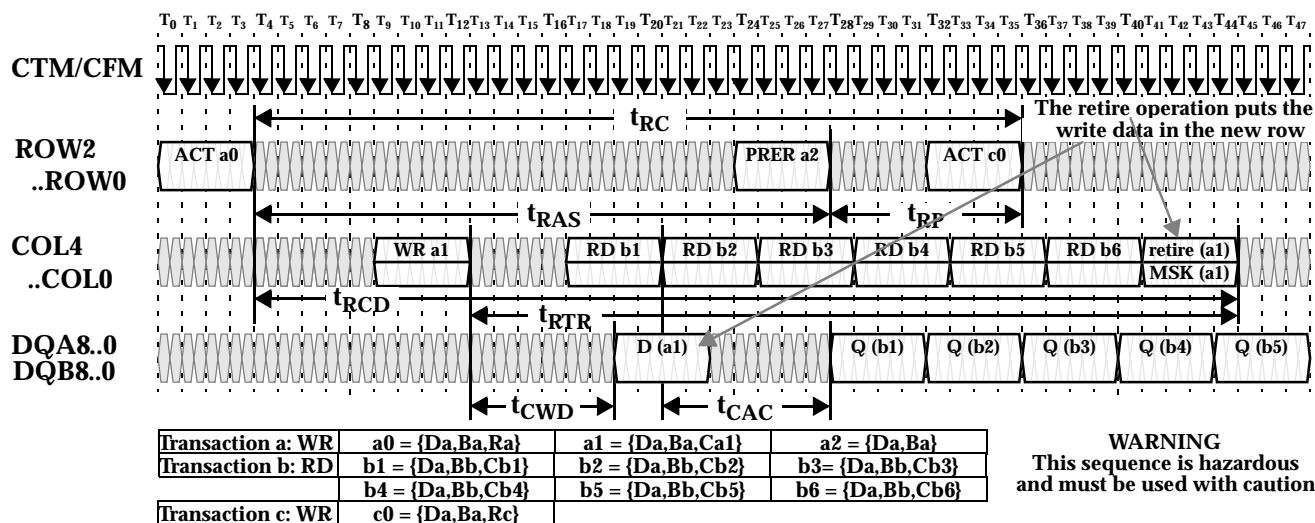 T0 T1 T2 T3 T4 T5 T6 T7 T8 T9 T10 T11 T12 T13 T14 T15 T16 T17 T18 T19 T20 T21 T22 T23 T24 T25 T26 T27 T28 T29 T30 T31 T32 T33 T34 T35 T36 T37 T38 T39 T40 T41 T42 T43 T44 T45 T46 T47
CTM/CFM
The retire operation puts the
write data in the new row
tRC
ROW2
..ROW0
ACT a0 PRER a2 ACT c0
tRAS tRP
COL4
..COL0
WR a1 RD b1 RD b2 RD b3 RD b4 RD b5 RD b6 retire (a1)
MSK (a1)
tRCD
tRTR
DQA8..0
DQB8..0
D (a1) Q (b1) Q (b2) Q (b3) Q (b4) Q (b5)
tCWD tCAC
Transaction a: WR a0 = {Da,Ba,Ra} a1 = {Da,Ba,Ca1} a2 = {Da,Ba}
Transaction b: RD b1 = {Da,Bb,Cb1} b2 = {Da,Bb,Cb2} b3= {Da,Bb,Cb3}
b4 = {Da,Bb,Cb4} b5 = {Da,Bb,Cb5} b6 = {Da,Bb,Cb6}
Transaction c: WR c0 = {Da,Ba,Rc}
WARNING
This sequence is hazardous
and must be used with caution